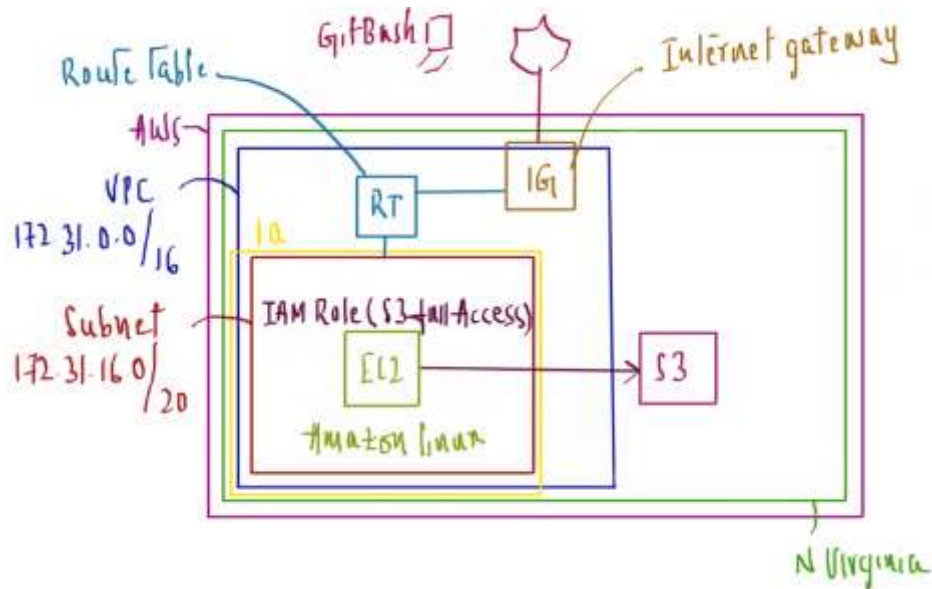 GitBash
Internet gateway
Route Table
AWS
IG
VPC
RT
172.31.0.0/16
1a
IAM Role (S3-full-Access)
Subnet
172.31.16.0/20
EC2
S3
Amazon linux
N Virginia